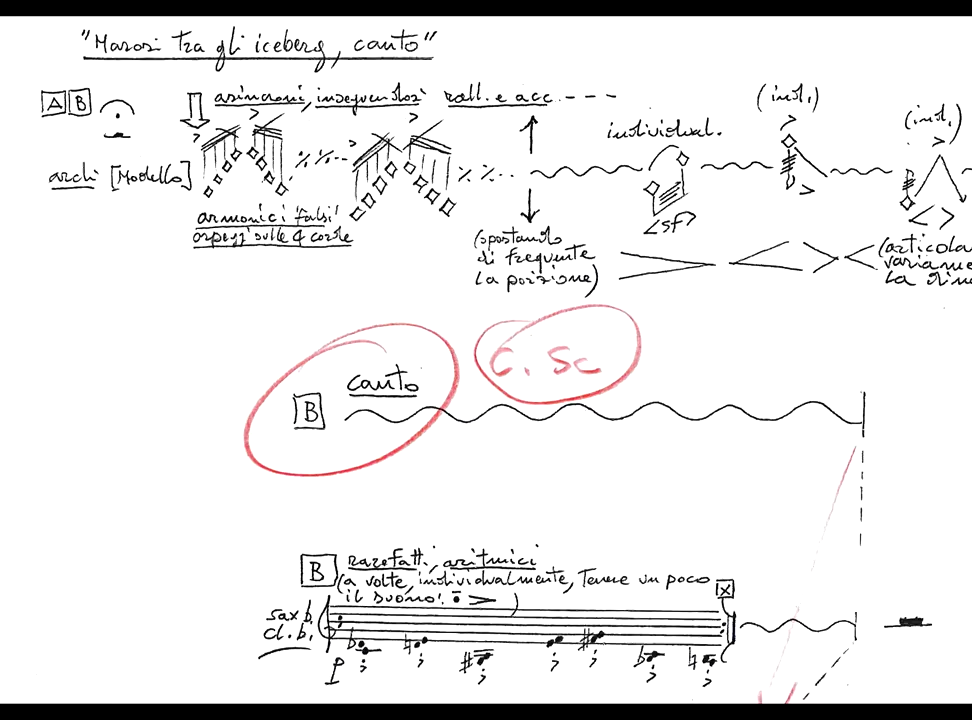 "Marosi tra gli iceberg, canto"
A B asincroni, inseguendosi rall. e acc. - - - -
(ind.) (ind.)
individual.
archi [Modello]
armonici 'falsi'
arpeggi sulle 4 corde
<sf>
(spostando
di frequente
la posizione)
(articola
variame
la din
B canto
C. Sc
B rarefatti, aritmici
(a volte, individualmente, tenere un poco
il suono: )
x
sax b.
cl. b.
p